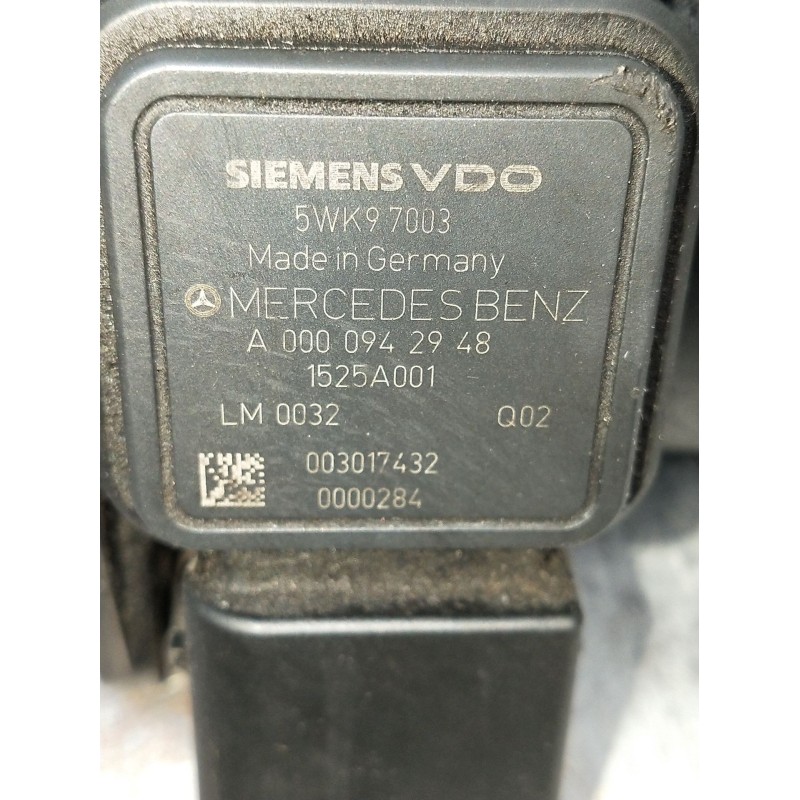 SIEMENS VDO
5WK9 7003
Made in Germany
MERCEDES BENZ
A 000 094 29 48
1525A001
LM 0032 Q02
003017432
0000284